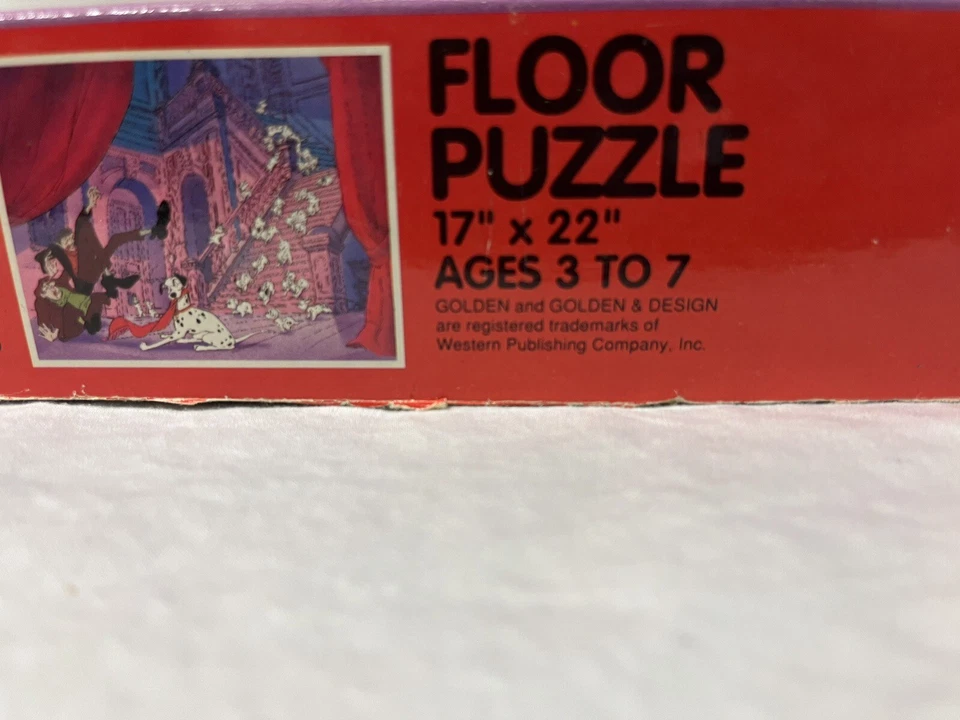 FLOOR
PUZZLE
17" x 22"
AGES 3 TO 7
GOLDEN and GOLDEN & DESIGN
are registered trademarks of
Western Publishing Company, Inc.